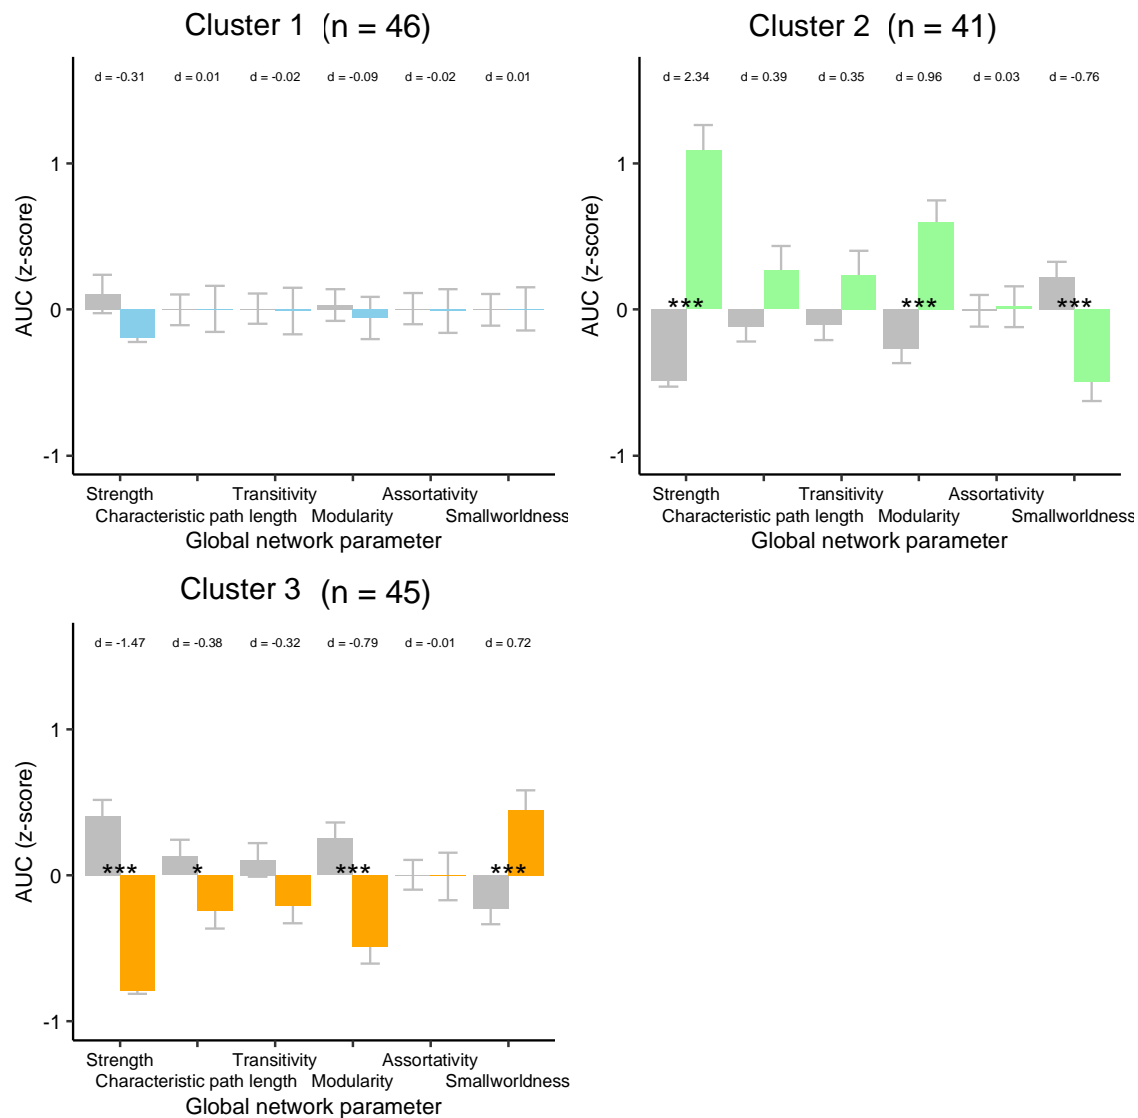 Cluster 1 (n = 46)
d = -0.31 d = 0.01 d = -0.02 d = -0.09 d = -0.02 d = 0.01
AUC (z-score)
1
0
-1
Strength Transitivity Assortativity
Characteristic path length Modularity Smallworldness
Global network parameter
Cluster 2 (n = 41)
d = 2.34 d = 0.39 d = 0.35 d = 0.96 d = 0.03 d = -0.76
AUC (z-score)
1
0
-1
*** *** ***
Strength Transitivity Assortativity
Characteristic path length Modularity Smallworldness
Global network parameter
Cluster 3 (n = 45)
d = -1.47 d = -0.38 d = -0.32 d = -0.79 d = -0.01 d = 0.72
AUC (z-score)
1
0
-1
*** * *** ***
Strength Transitivity Assortativity
Characteristic path length Modularity Smallworldness
Global network parameter